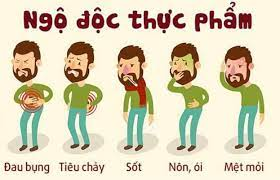 Ngộ độc thực phẩm
Đau bụng
Tiêu chảy
Sốt
Nôn, ói
Mệt mỏi